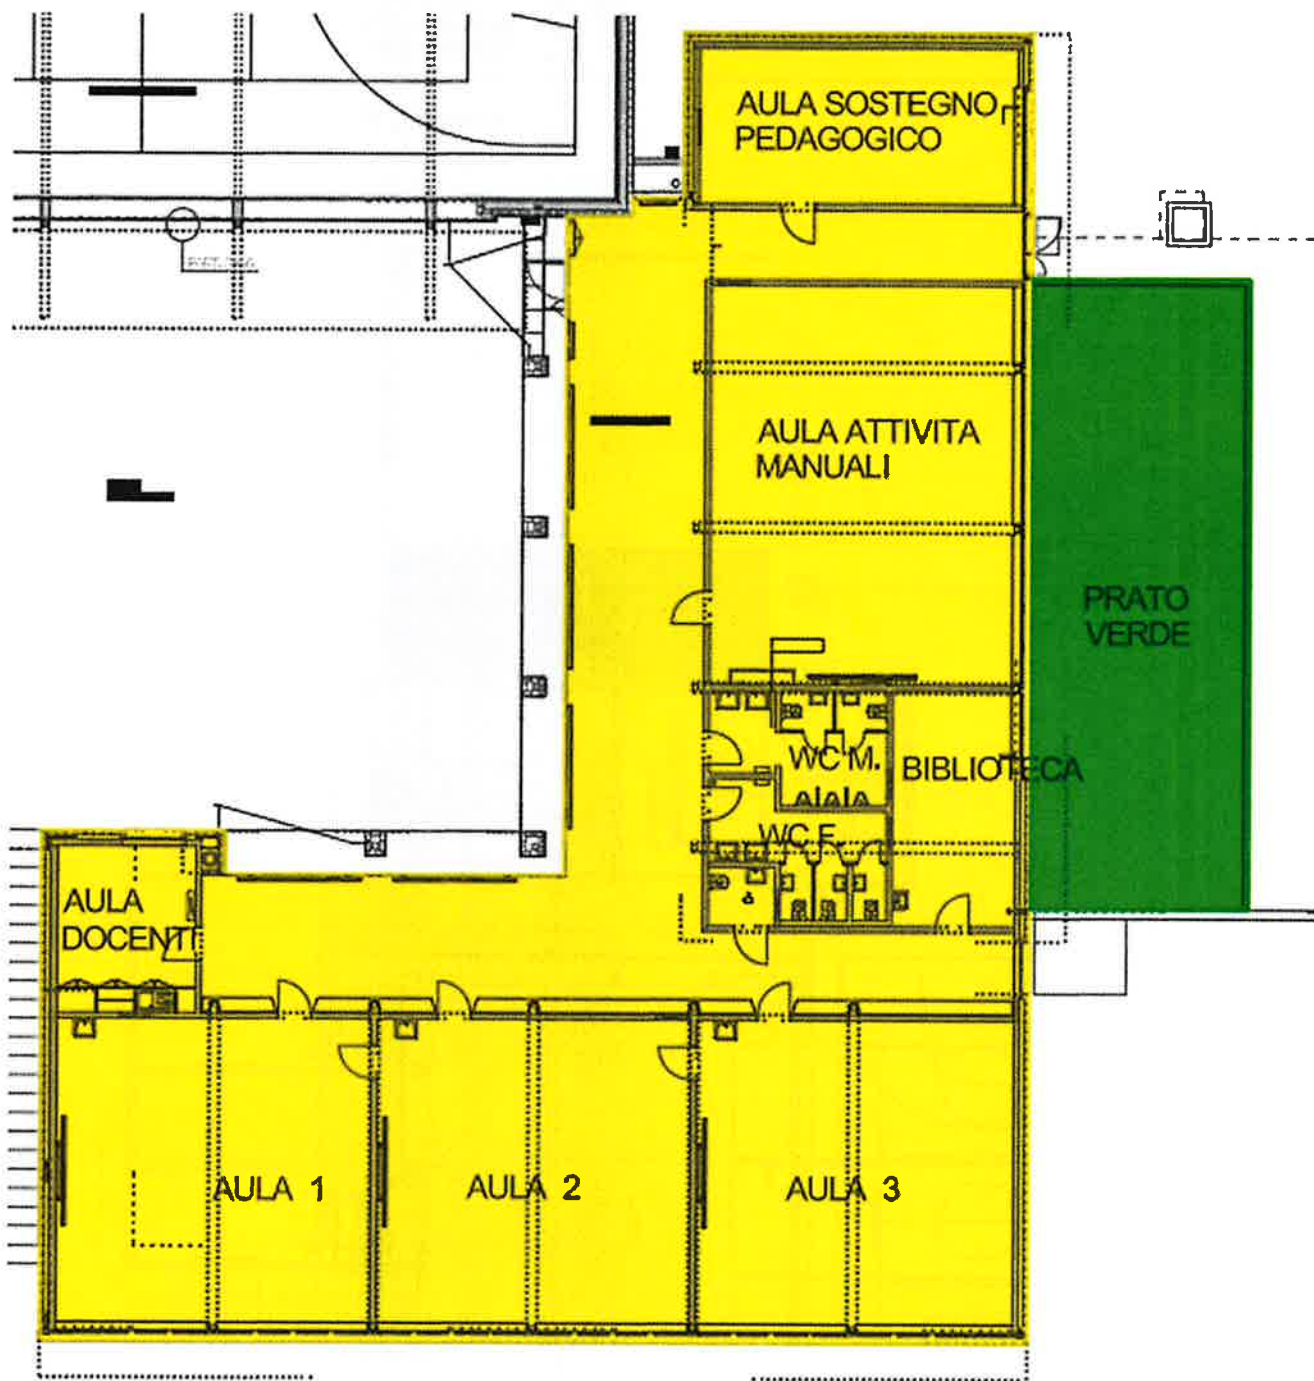 AULA SOSTEGNO
PEDAGOGICO
AULA ATTIVITA
MANUALI
PRATO
VERDE
WC M.
BIBLIOTECA
WC F.
AULA
DOCENTI
AULA 1
AULA 2
AULA 3